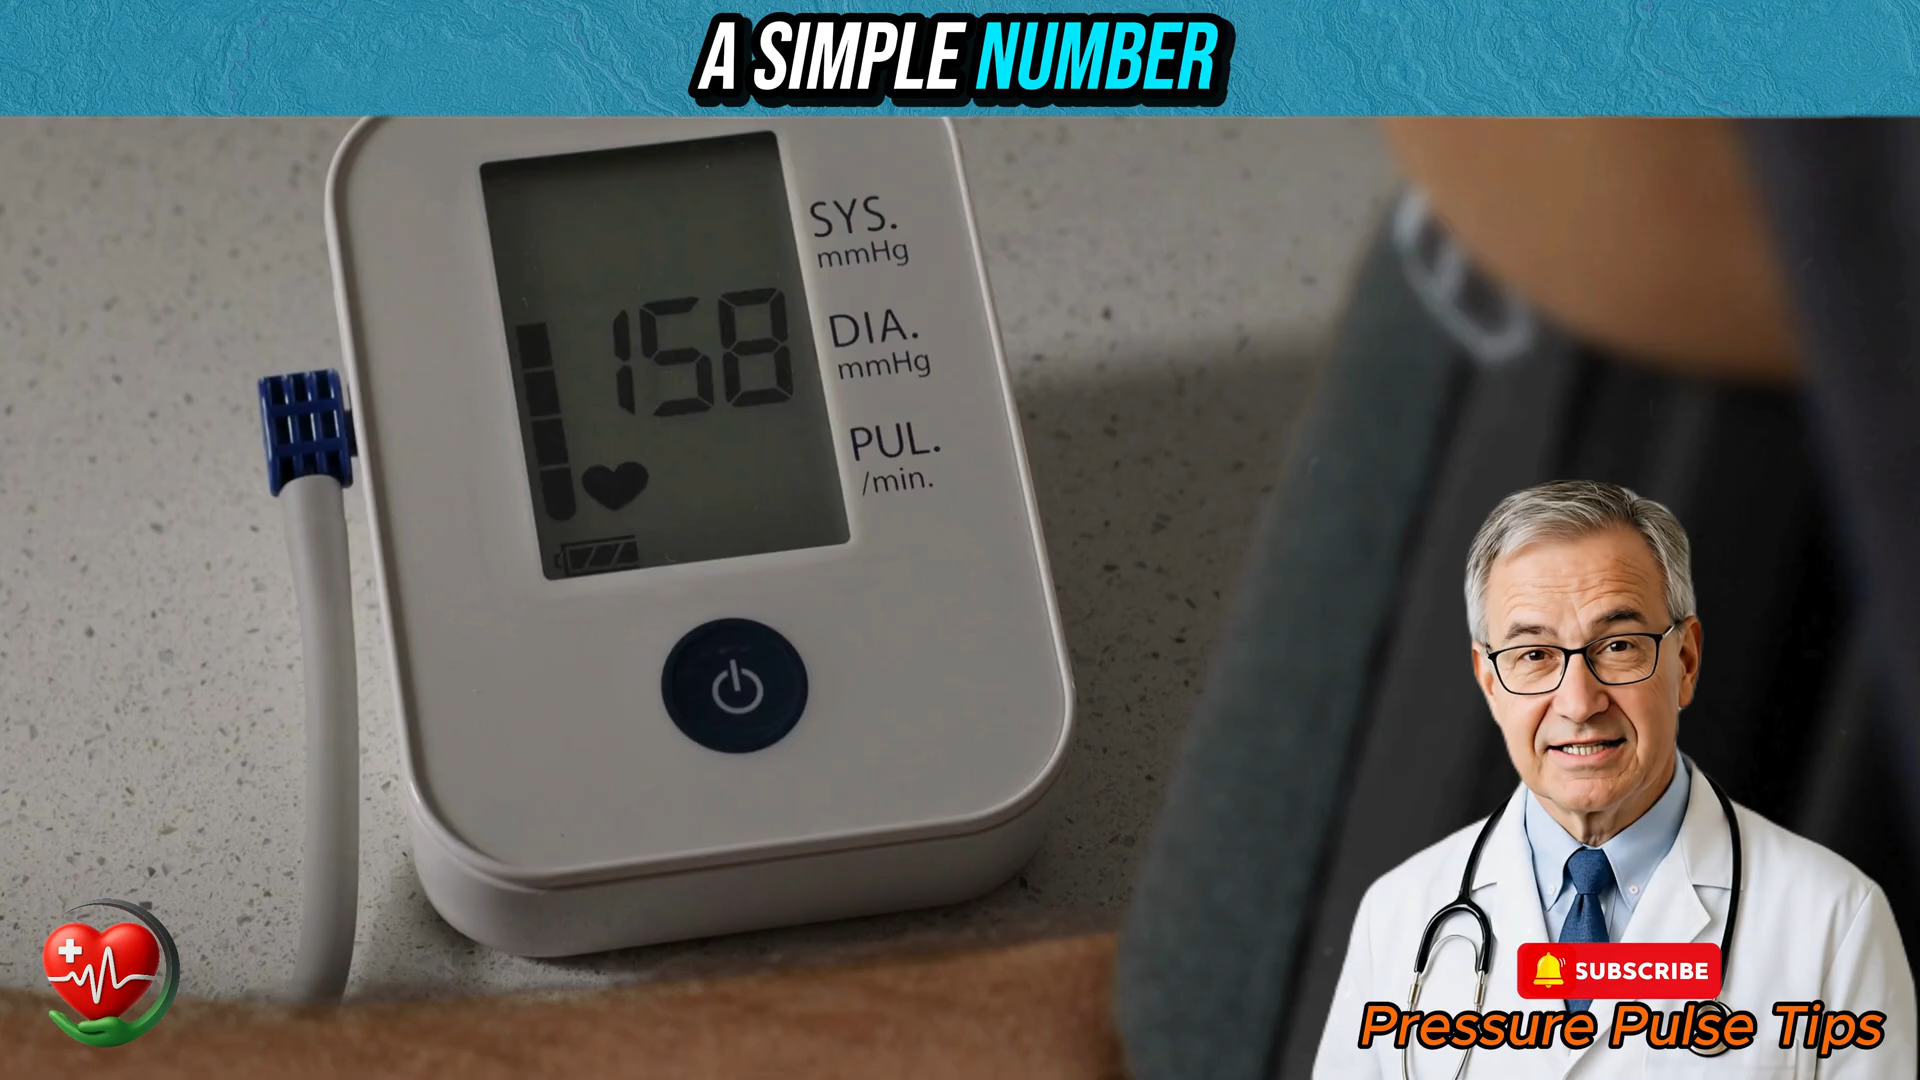 A SIMPLE NUMBER
SYS.
mmHg
158
DIA.
mmHg
PUL.
/min.
SUBSCRIBE
Pressure Pulse Tips